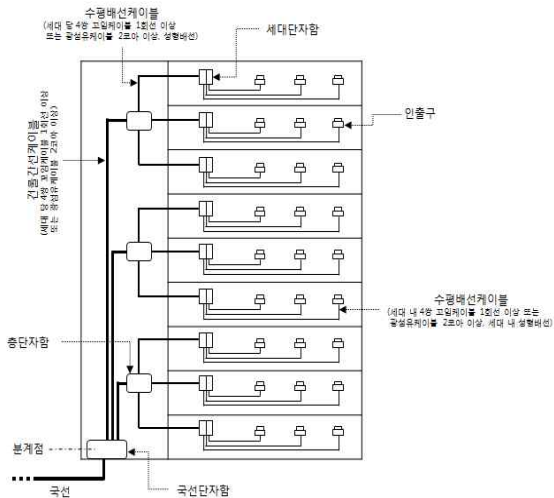 수평배선케이블
(세대 당 4쌍 꼬임케이블 1회선 이상
또는 광섬유케이블 2코아 이상, 성형배선)
세대단자함
인출구
건물간선케이블
(세대 당 4쌍 꼬임케이블 1회선 이상
또는 광섬유케이블 2코아 이상)
수평배선케이블
(세대 내 4쌍 꼬임케이블 1회선 이상 또는
광섬유케이블 2코아 이상, 세대 내 성형배선)
층단자함
분계점
국선
국선단자함